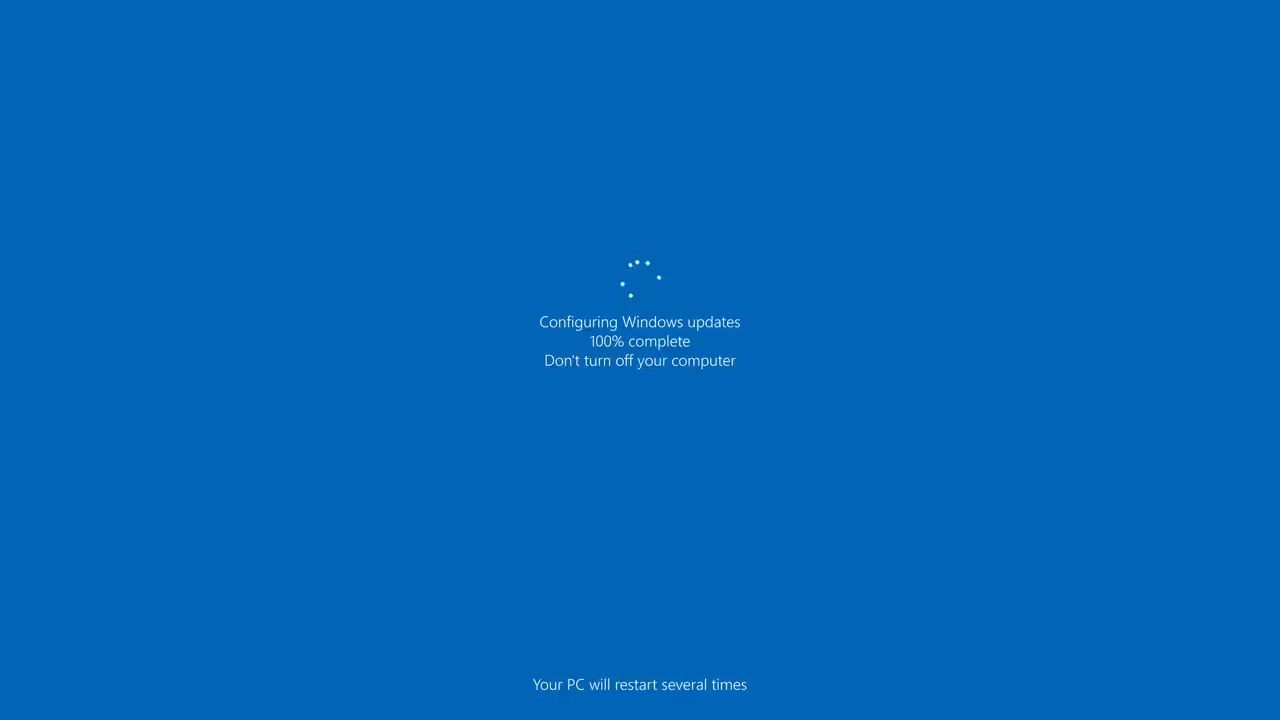 Configuring Windows updates
100% complete
Don't turn off your computer
Your PC will restart several times